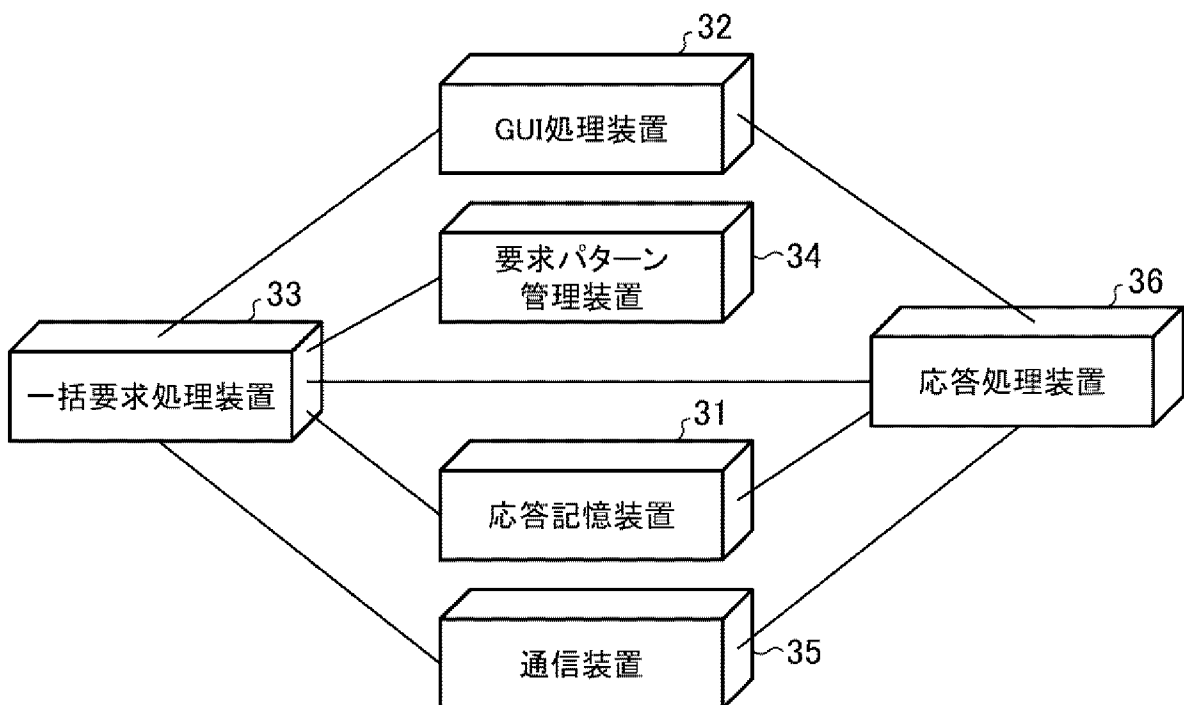 32
GUI処理装置
要求パターン
管理装置
34
33
一括要求処理装置
36
応答処理装置
31
応答記憶装置
通信装置
35